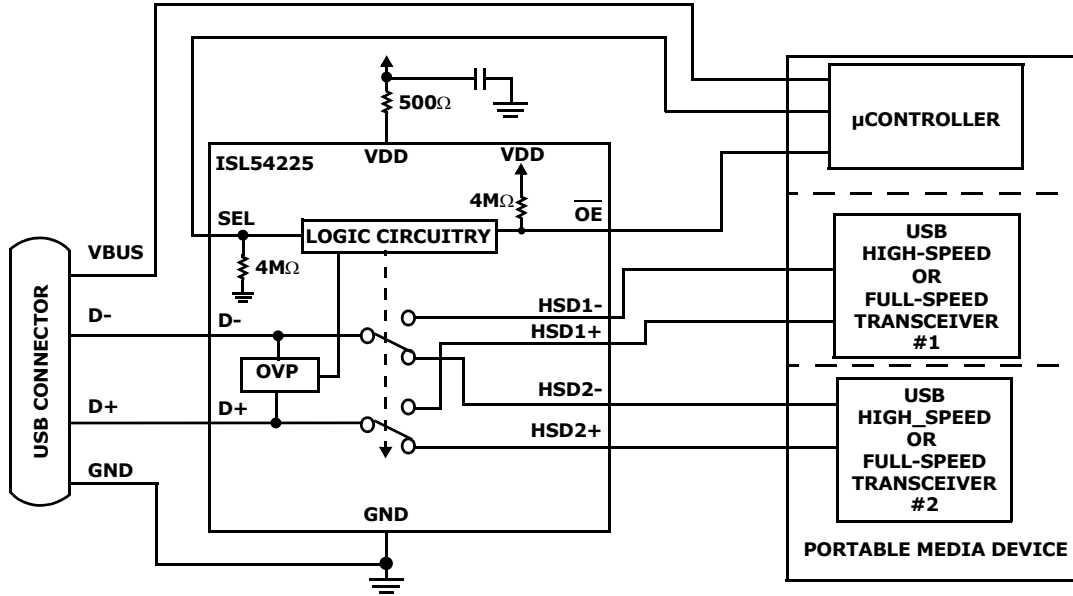 500Ω
µCONTROLLER
ISL54225
VDD
VDD
4MΩ
OE
SEL
LOGIC CIRCUITRY
4MΩ
USB CONNECTOR
VBUS
D-
D-
OVP
D+
D+
GND
HSD1-
HSD1+
HSD2-
HSD2+
GND
USB
HIGH-SPEED
OR
FULL-SPEED
TRANSCEIVER
#1
USB
HIGH_SPEED
OR
FULL-SPEED
TRANSCEIVER
#2
PORTABLE MEDIA DEVICE